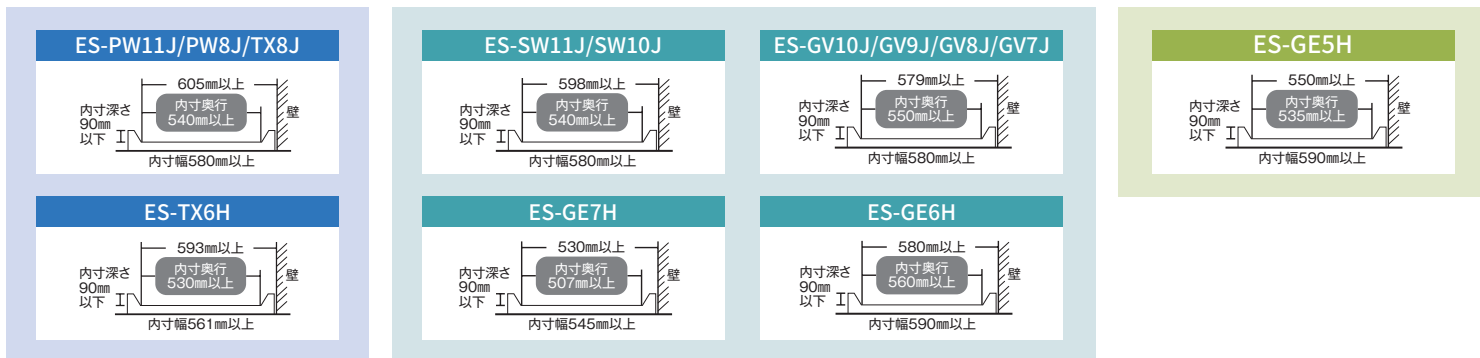 ES-PW11J/PW8J/TX8J
605㎜以上
内寸奥行
540㎜以上
内寸深さ
90㎜
以下
壁
内寸幅580㎜以上
ES-SW11J/SW10J
598㎜以上
内寸奥行
540㎜以上
内寸深さ
90㎜
以下
壁
内寸幅580㎜以上
ES-GV10J/GV9J/GV8J/GV7J
579㎜以上
内寸奥行
550㎜以上
内寸深さ
90㎜
以下
壁
内寸幅580㎜以上
ES-GE5H
550㎜以上
内寸奥行
535㎜以上
内寸深さ
90㎜
以下
壁
内寸幅590㎜以上
ES-TX6H
593㎜以上
内寸奥行
530㎜以上
内寸深さ
90㎜
以下
壁
内寸幅561㎜以上
ES-GE7H
530㎜以上
内寸奥行
507㎜以上
内寸深さ
90㎜
以下
壁
内寸幅545㎜以上
ES-GE6H
580㎜以上
内寸奥行
560㎜以上
内寸深さ
90㎜
以下
壁
内寸幅590㎜以上